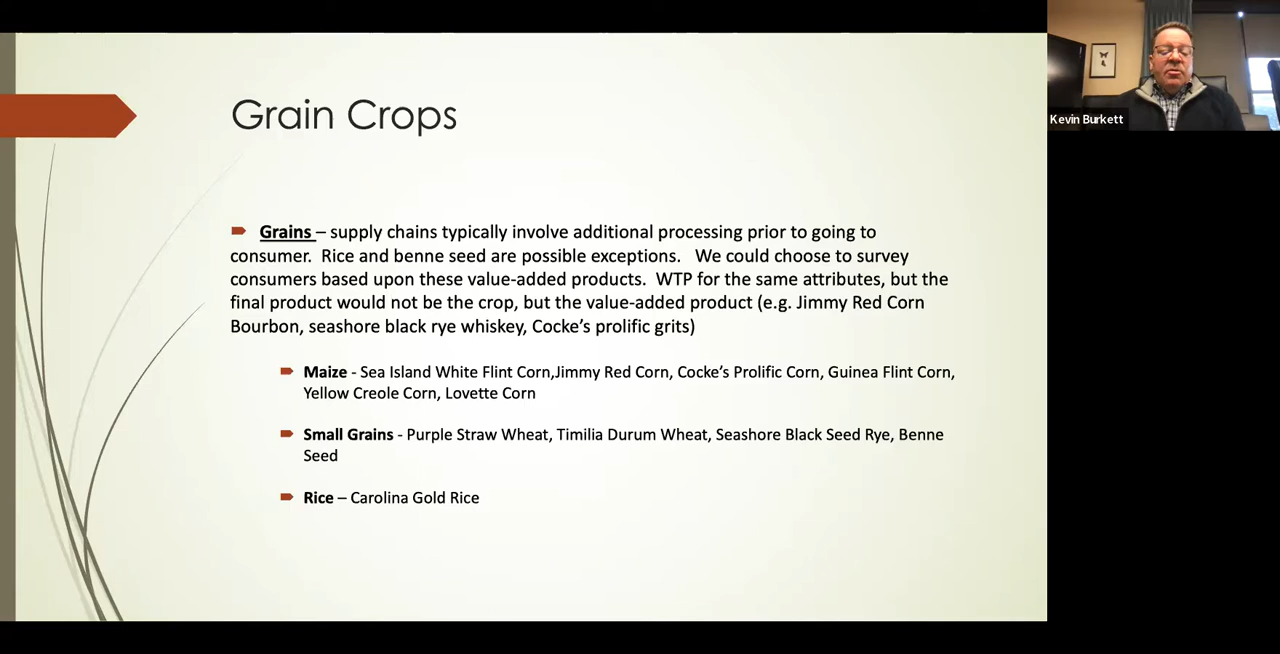 Grain Crops
Grains – supply chains typically involve additional processing prior to going to
consumer. Rice and benne seed are possible exceptions. We could choose to survey
consumers based upon these value-added products. WTP for the same attributes, but the
final product would not be the crop, but the value-added product (e.g. Jimmy Red Corn
Bourbon, seashore black rye whiskey, Cocke’s prolific grits)
Maize - Sea Island White Flint Corn,Jimmy Red Corn, Cocke’s Prolific Corn, Guinea Flint Corn,
Yellow Creole Corn, Lovette Corn
Small Grains - Purple Straw Wheat, Timilia Durum Wheat, Seashore Black Seed Rye, Benne
Seed
Rice – Carolina Gold Rice
Kevin Burkett